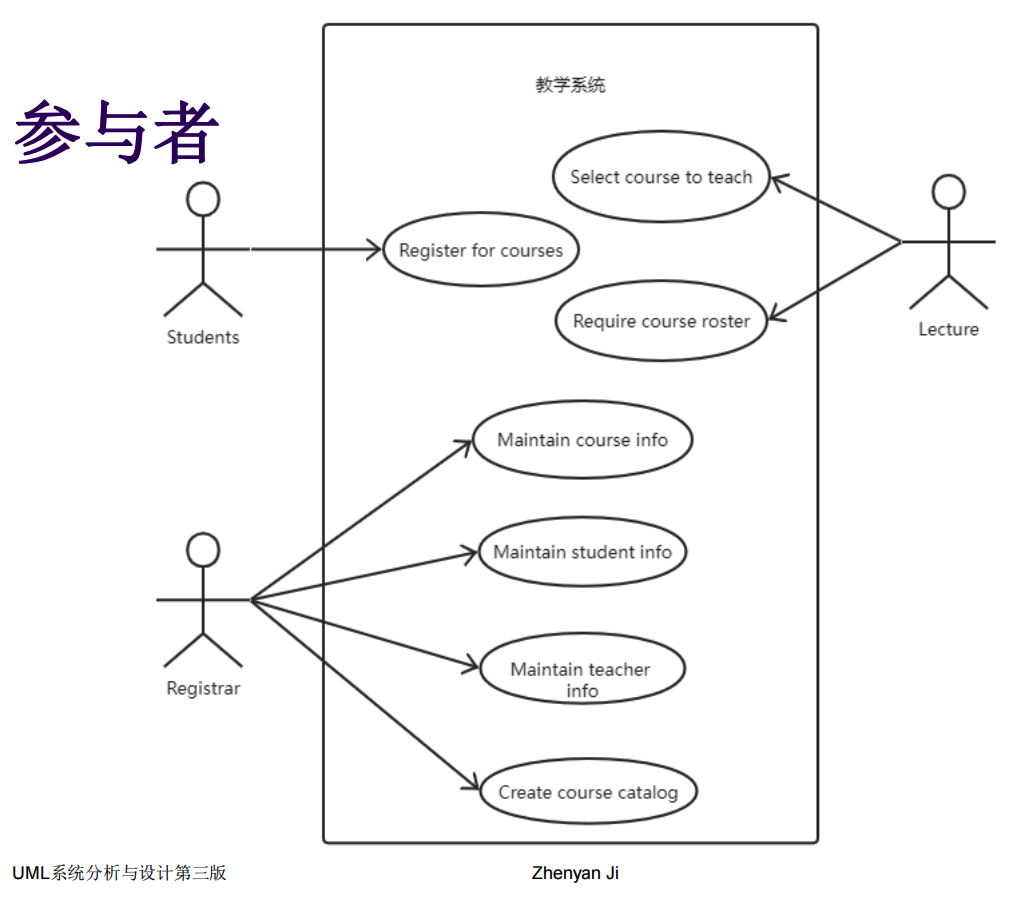 参与者
教学系统
Select course to teach
Register for courses
Require course roster
Students
Lecture
Maintain course info
Maintain student info
Maintain teacher
info
Registrar
Create course catalog
UML系统分析与设计第三版
Zhenyan Ji